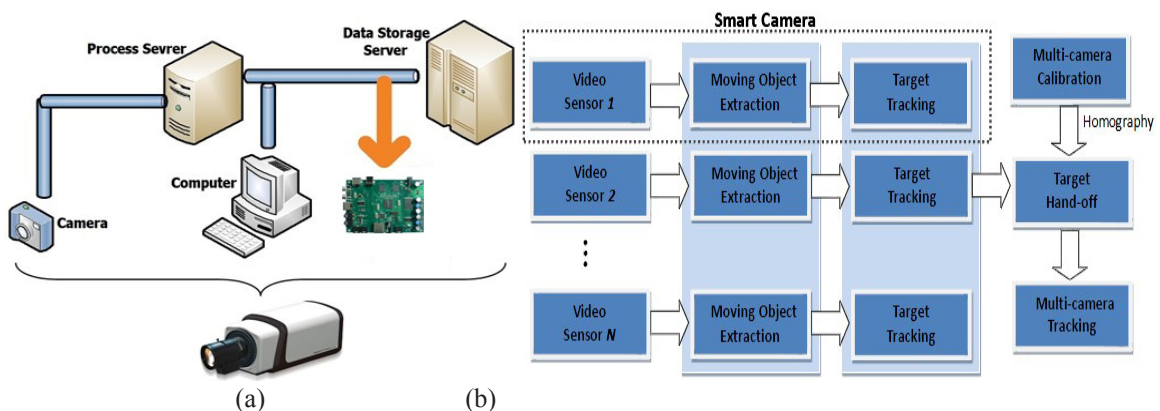 Process Sevrer
Data Storage
Server
Computer
Camera
(a)
(b)
Smart Camera
Video
Sensor 1
Moving Object
Extraction
Target
Tracking
Multi-camera
Calibration
Homography
Video
Sensor 2
Moving Object
Extraction
Target
Tracking
Target
Hand-off
Video
Sensor N
Moving Object
Extraction
Target
Tracking
Multi-camera
Tracking